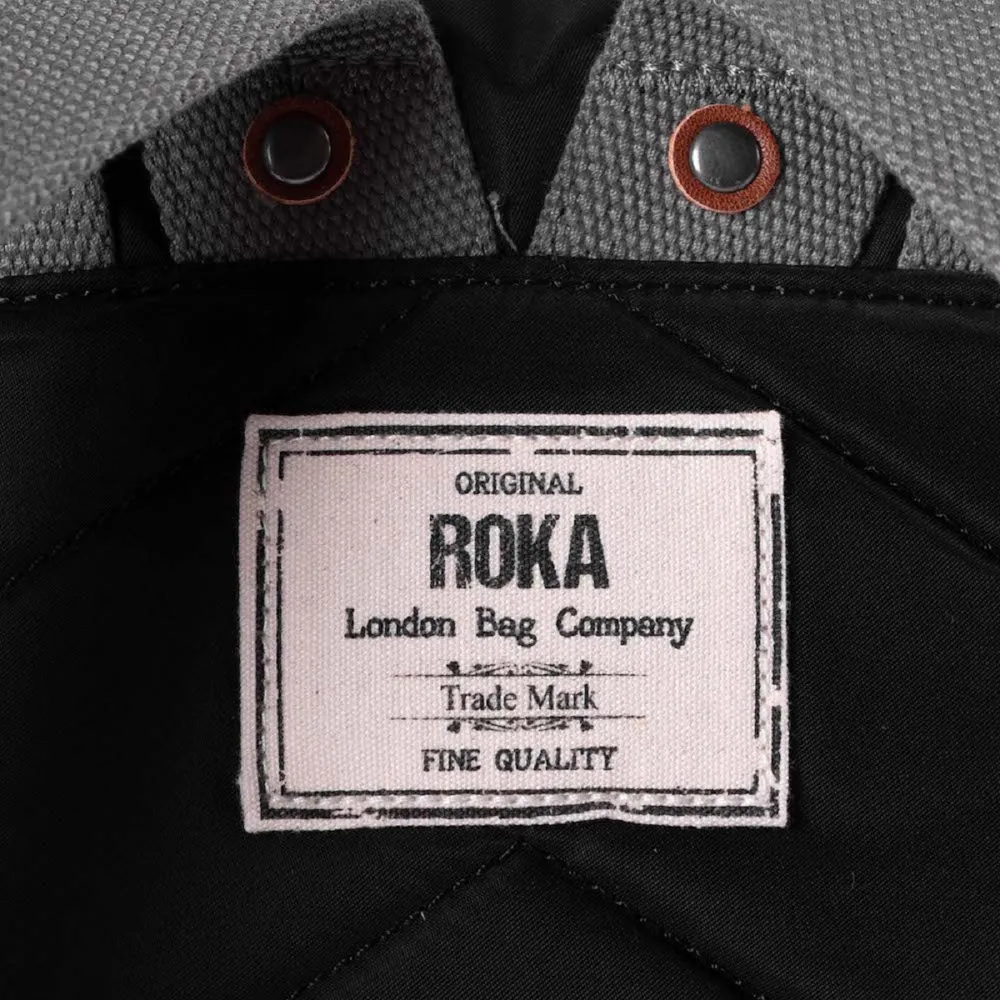 ORIGINAL
ROKA
London Bag Company
Trade Mark
FINE QUALITY